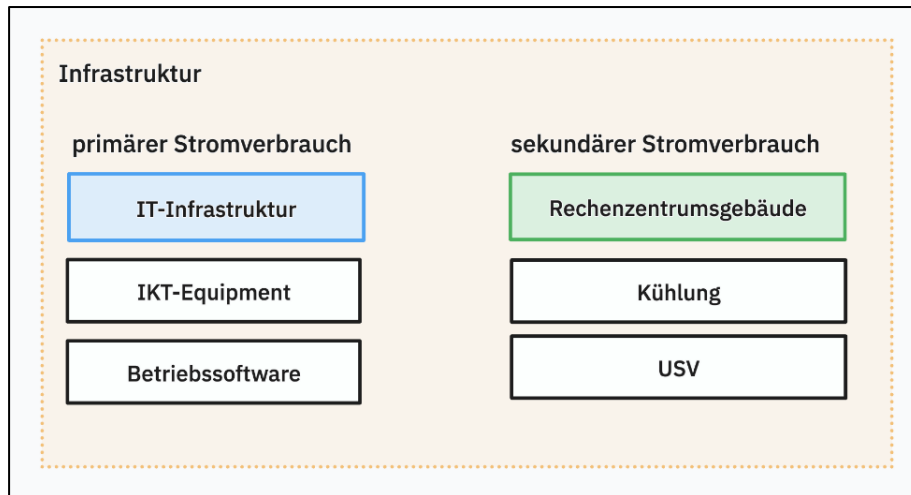 Infrastruktur
primärer Stromverbrauch
IT-Infrastruktur
IKT-Equipment
Betriebssoftware
sekundärer Stromverbrauch
Rechenzentrumsgebäude
Kühlung
USV